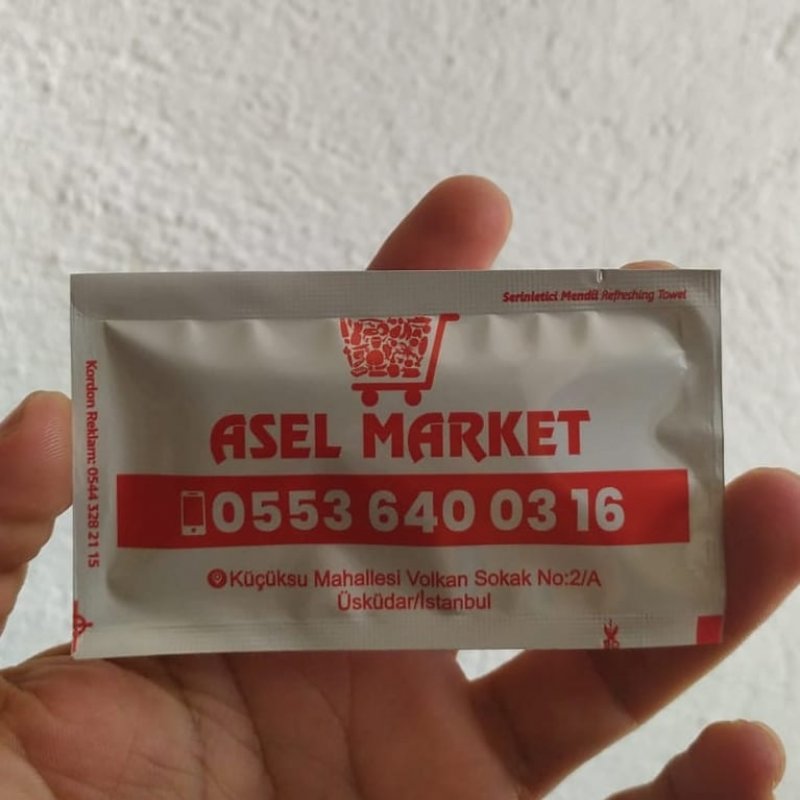 Serinletici Mendil Refreshing Towel
ASEL MARKET
0553 640 03 16
Küçüksu Mahallesi Volkan Sokak No:2/A
Üsküdar/İstanbul
Kordon Reklam: 0544 328 21 15